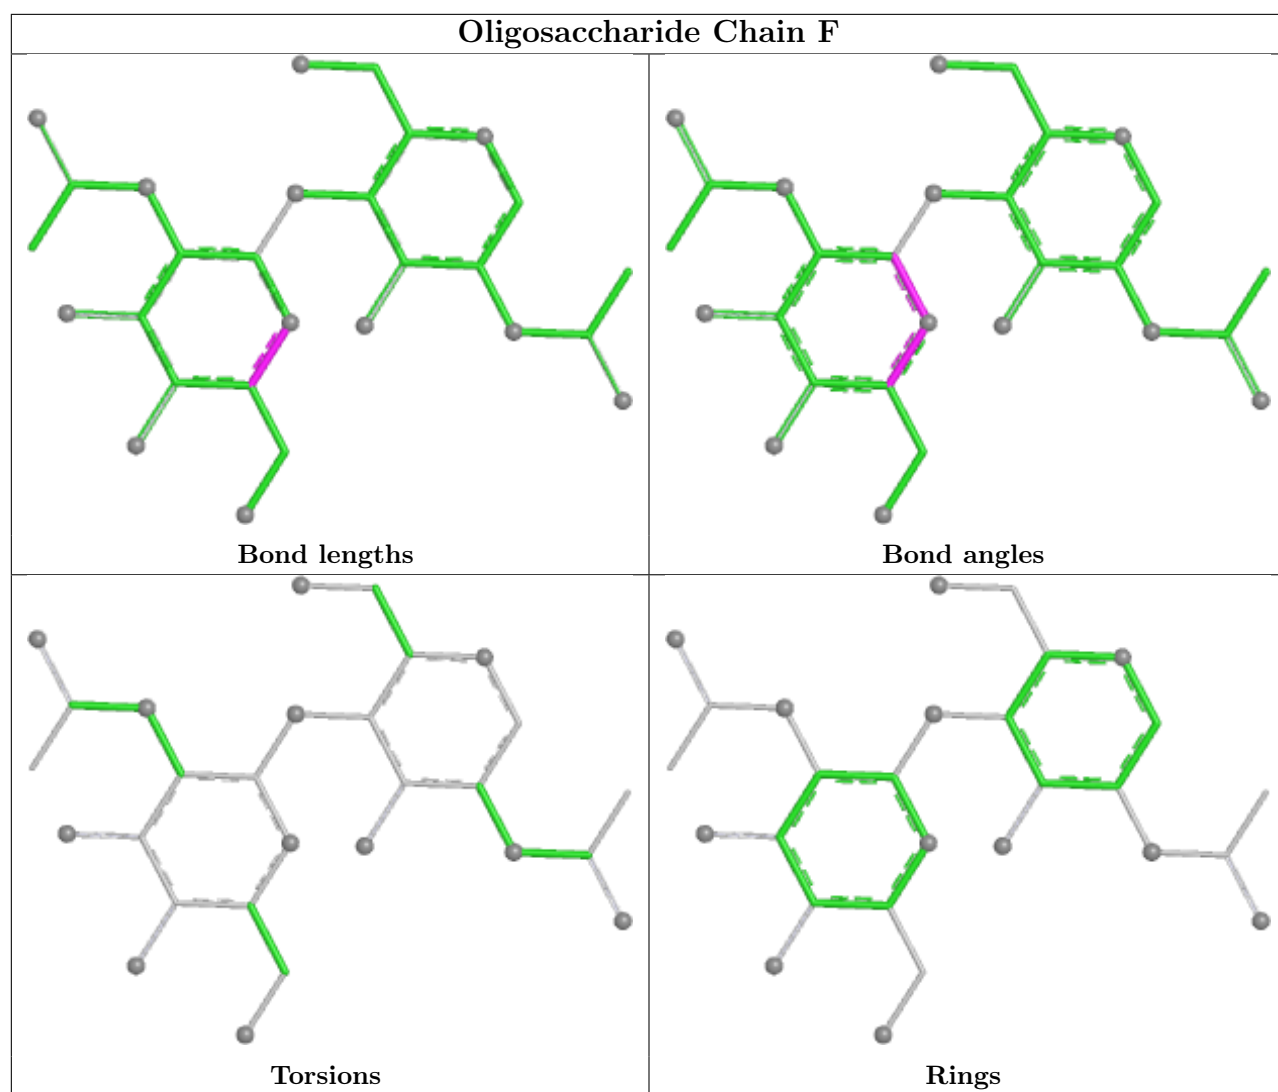 Oligosaccharide Chain F
Bond lengths
Bond angles
Torsions
Rings